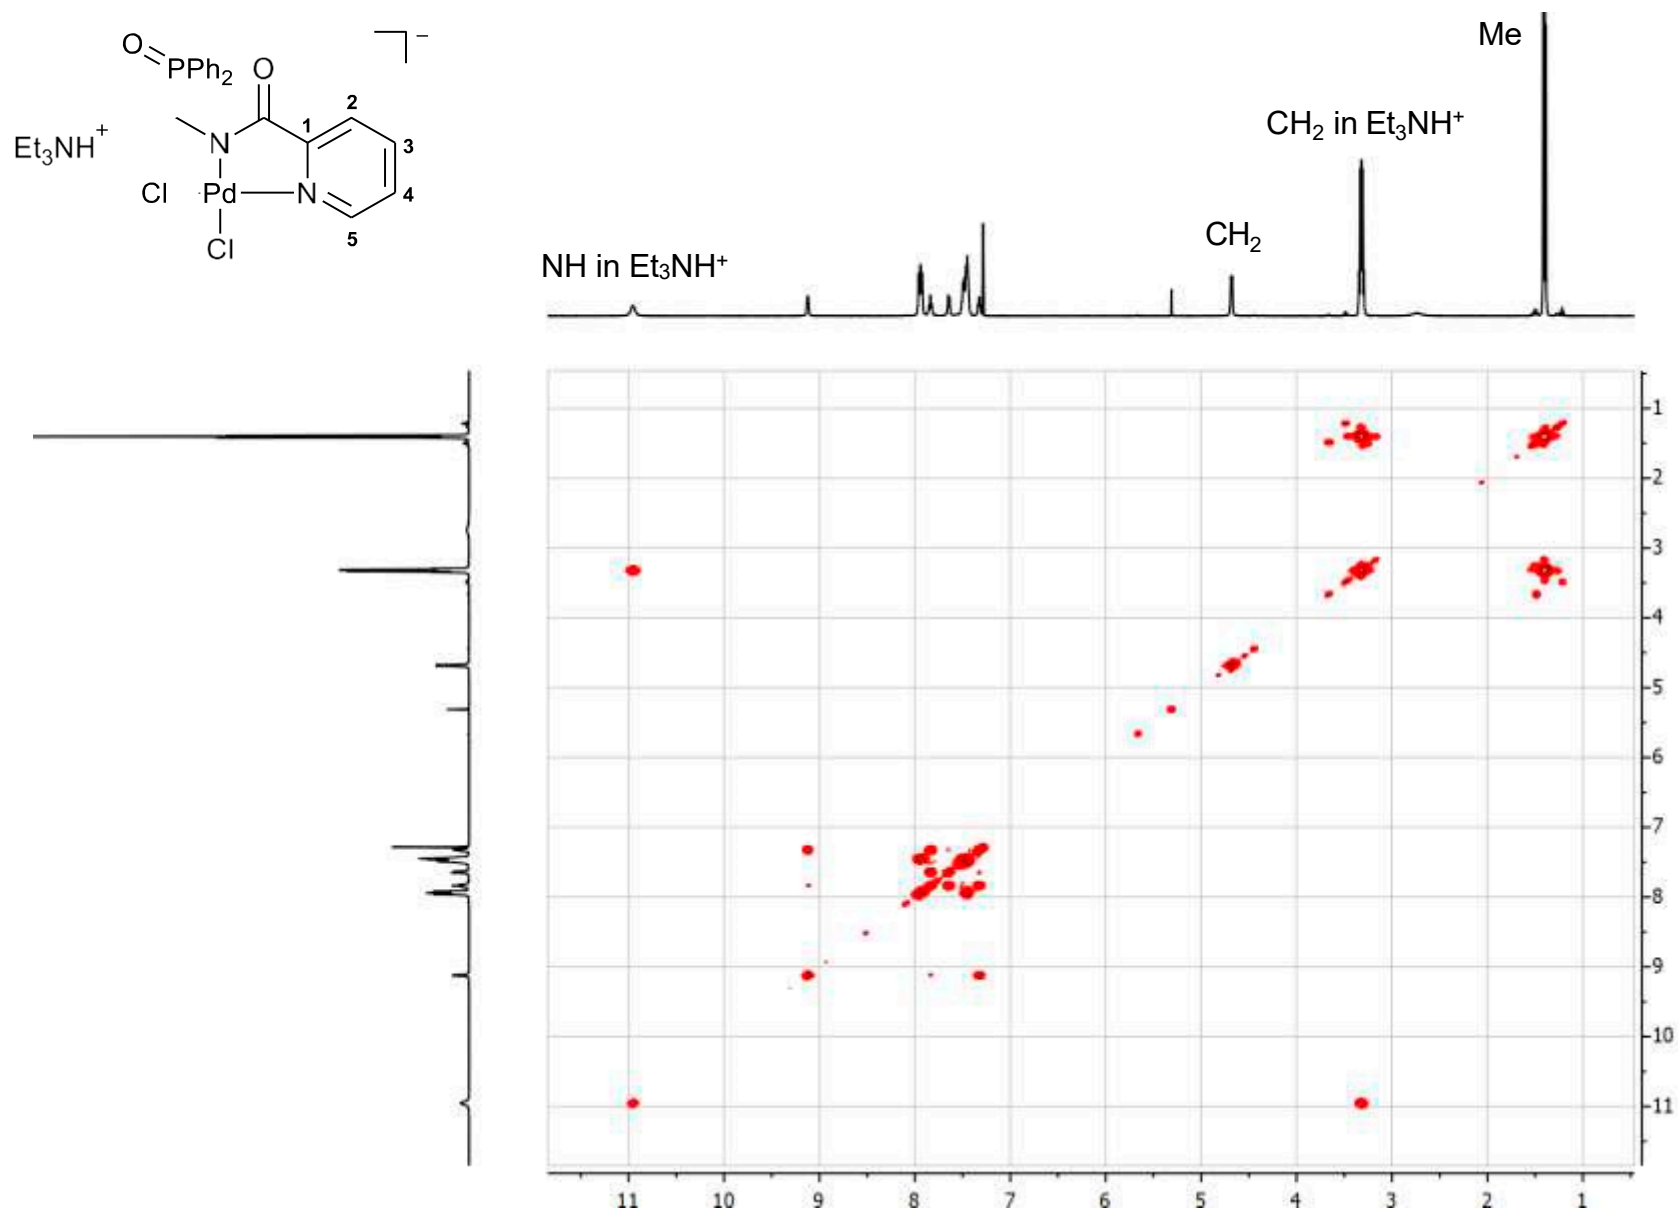 O
PPh₂
O
−
Me
Et₃NH⁺
N
1
2
3
4
5
Cl
Pd
N
Cl
CH₂ in Et₃NH⁺
CH₂
NH in Et₃NH⁺
1
2
3
4
5
6
7
8
9
10
11
11 10 9 8 7 6 5 4 3 2 1